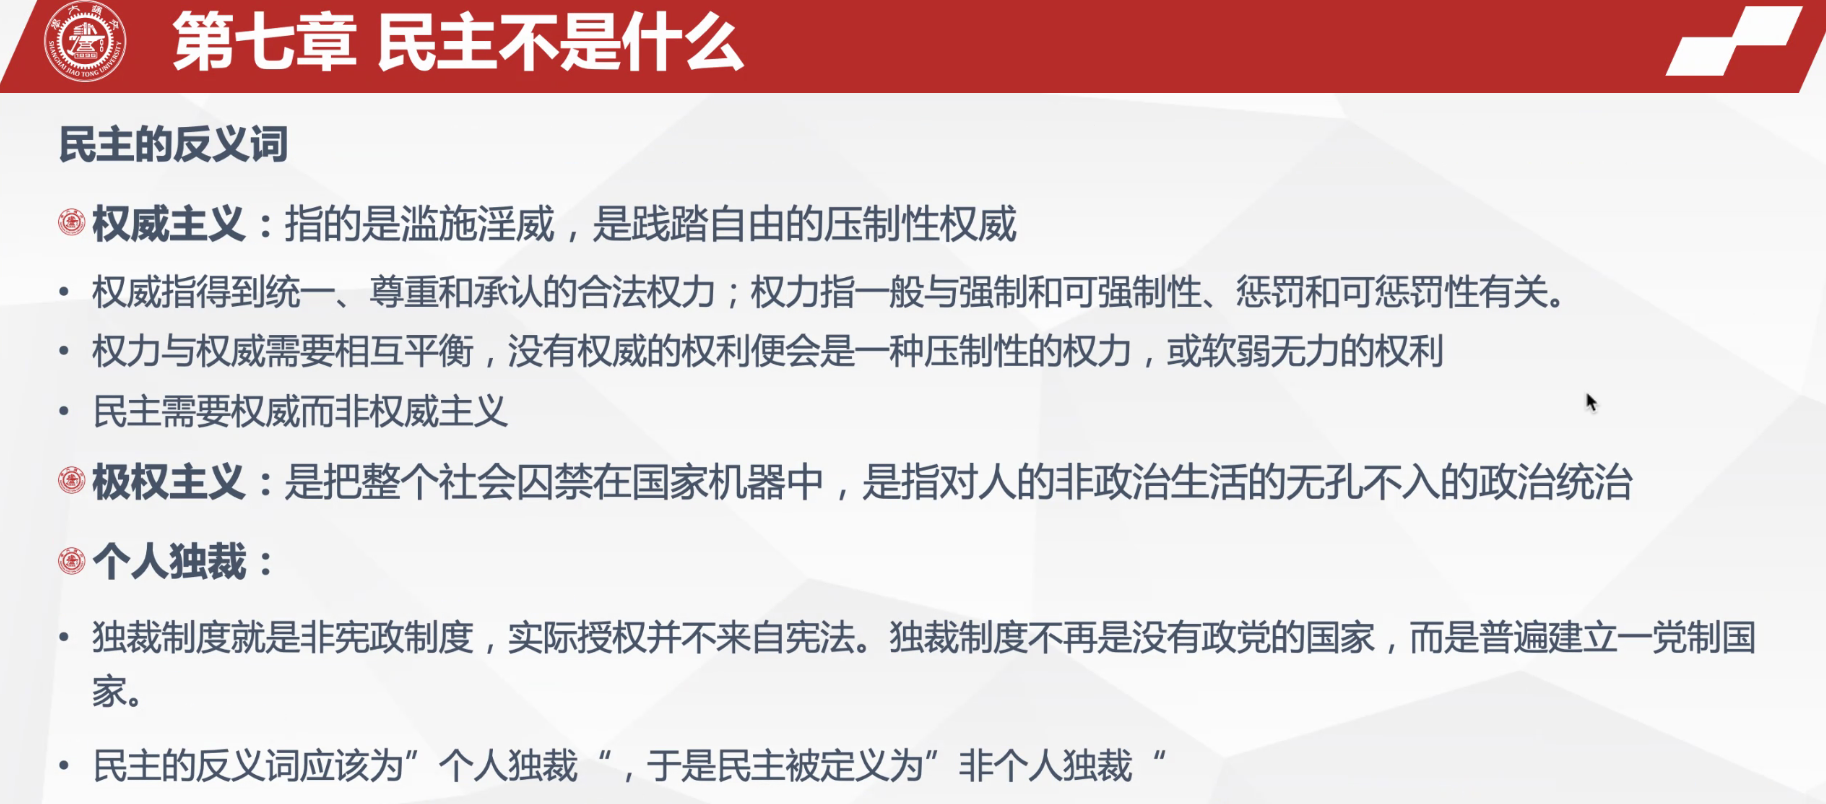 第七章 民主不是什么
SHANGHAI JIAO TONG UNIVERSITY
民主的反义词
权威主义：指的是滥施淫威，是践踏自由的压制性权威
• 权威指得到统一、尊重和承认的合法权力；权力指一般与强制和可强制性、惩罚和可惩罚性有关。
• 权力与权威需要相互平衡，没有权威的权利便会是一种压制性的权力，或软弱无力的权利
• 民主需要权威而非权威主义
极权主义：是把整个社会囚禁在国家机器中，是指对人的非政治生活的无孔不入的政治统治
个人独裁：
• 独裁制度就是非宪政制度，实际授权并不来自宪法。独裁制度不再是没有政党的国家，而是普遍建立一党制国
家。
• 民主的反义词应该为”个人独裁“，于是民主被定义为”非个人独裁“